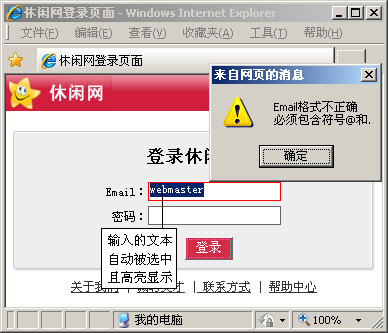 休闲网登录页面 - Windows Internet Explorer
文件(F) 编辑(E) 查看(V) 收藏夹(A) 工具(T) 帮助(H)
休闲网登录页面
来自网页的消息
休闲网
Email格式不正确
必须包含符号@和.
确定
登录休闲
Email： webmaster
密码：
登录
输入的文本
自动被选中
且高亮显示
关于我们 | 人才 | 联系方式 | 帮助中心
我的电脑
100%